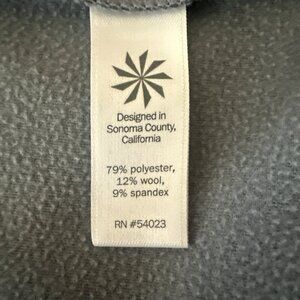 Designed in
Sonoma County,
California
79% polyester,
12% wool,
9% spandex
RN #54023